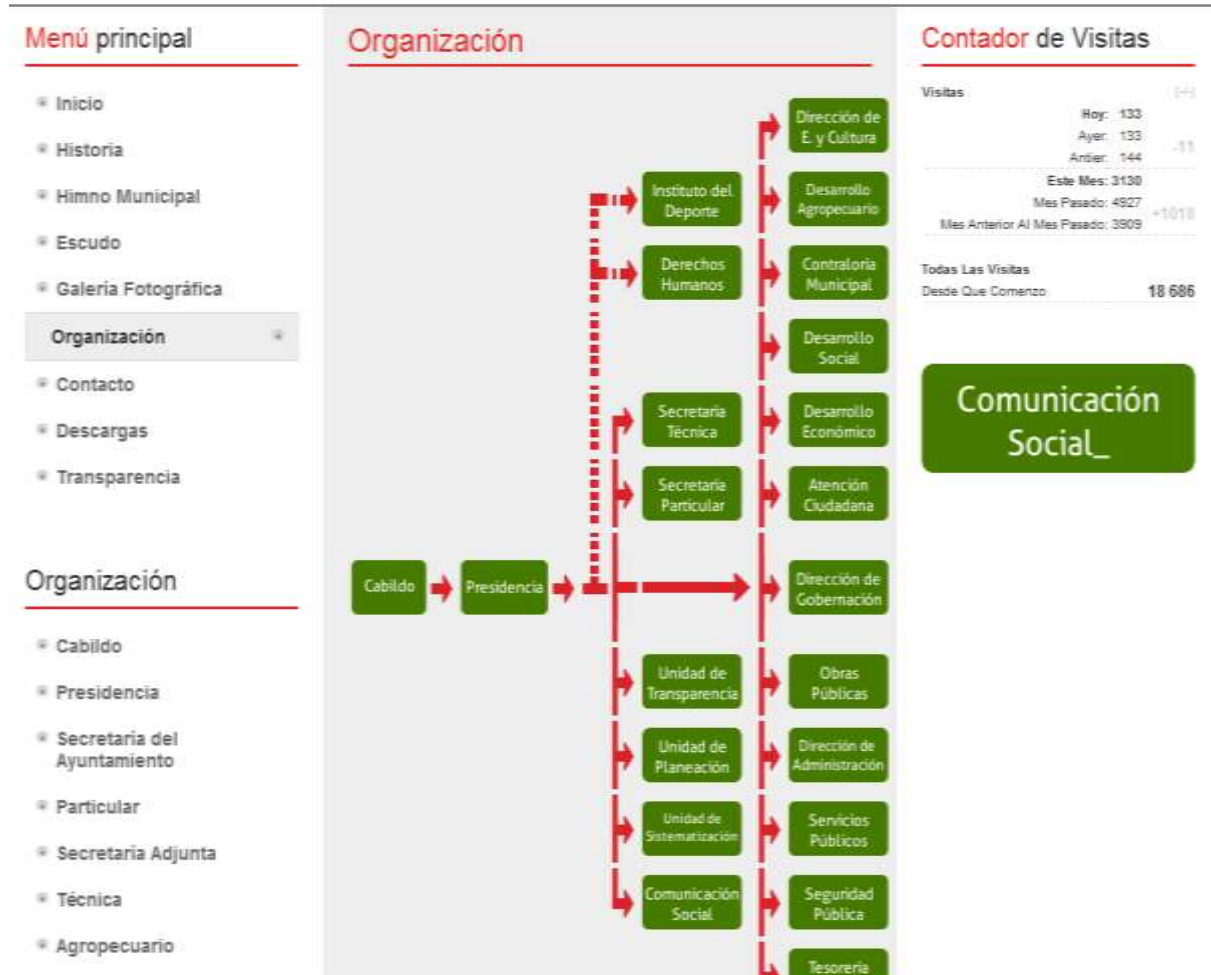 Menú principal
Inicio
Historia
Himno Municipal
Escudo
Galería Fotográfica
Organización
Contacto
Descargas
Transparencia
Organización
Cabildo
Presidencia
Secretaría del
Ayuntamiento
Particular
Secretaría Adjunta
Técnica
Agropecuario
Organización
Cabildo
Presidencia
Instituto del
Deporte
Derechos
Humanos
Secretaria
Técnica
Secretaria
Particular
Unidad de
Transparencia
Unidad de
Planeación
Unidad de
Sistematización
Comunicación
Social
Dirección de
E. y Cultura
Desarrollo
Agropecuario
Contraloria
Municipal
Desarrollo
Social
Desarrollo
Económico
Atención
Ciudadana
Dirección de
Gobernación
Obras
Públicas
Dirección de
Administración
Servicios
Públicos
Seguridad
Pública
Tesorería
Contador de Visitas
Visitas
Hoy: 133
Ayer: 133
-11
Antier: 144
Este Mes: 3130
Mes Pasado: 4927
+1018
Mes Anterior Al Mes Pasado: 3909
Todas Las Visitas
Desde Que Comenzo 18 686
Comunicación
Social_